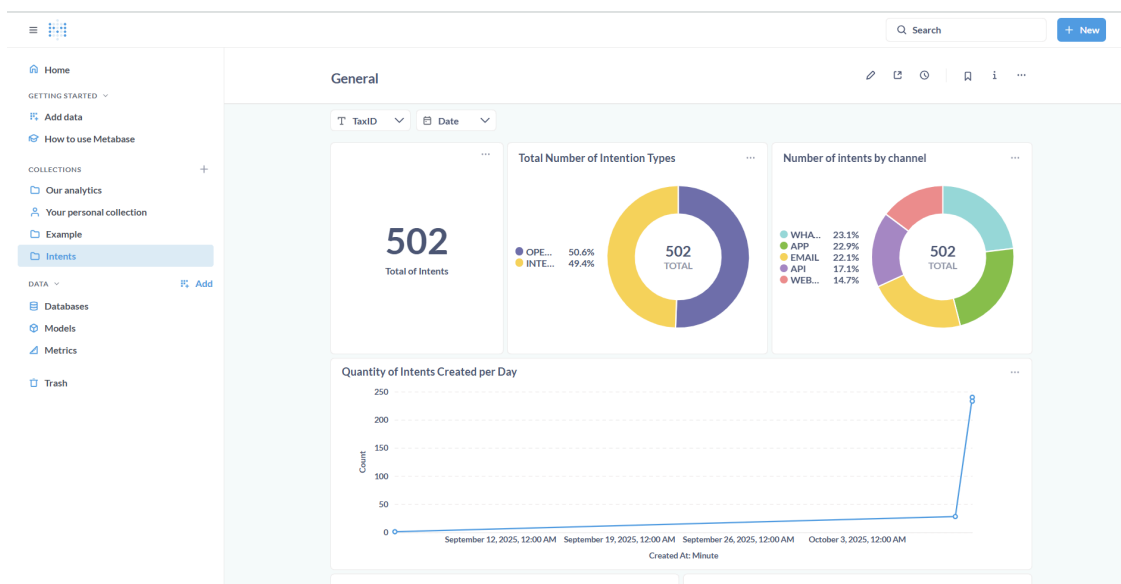 Search
+ New
Home
GETTING STARTED
Add data
How to use Metabase
COLLECTIONS
Our analytics
Your personal collection
Example
Intents
DATA
Add
Databases
Models
Metrics
Trash
General
TaxID
Date
502
Total of Intents
Total Number of Intention Types
OPE... 50.6%
INTE... 49.4%
502
TOTAL
Number of intents by channel
WHA... 23.1%
APP 22.9%
EMAIL 22.1%
API 17.1%
WEB... 14.7%
502
TOTAL
Quantity of Intents Created per Day
Count
250
200
150
100
50
0
September 12, 2025, 12:00 AM September 19, 2025, 12:00 AM September 26, 2025, 12:00 AM October 3, 2025, 12:00 AM
Created At: Minute